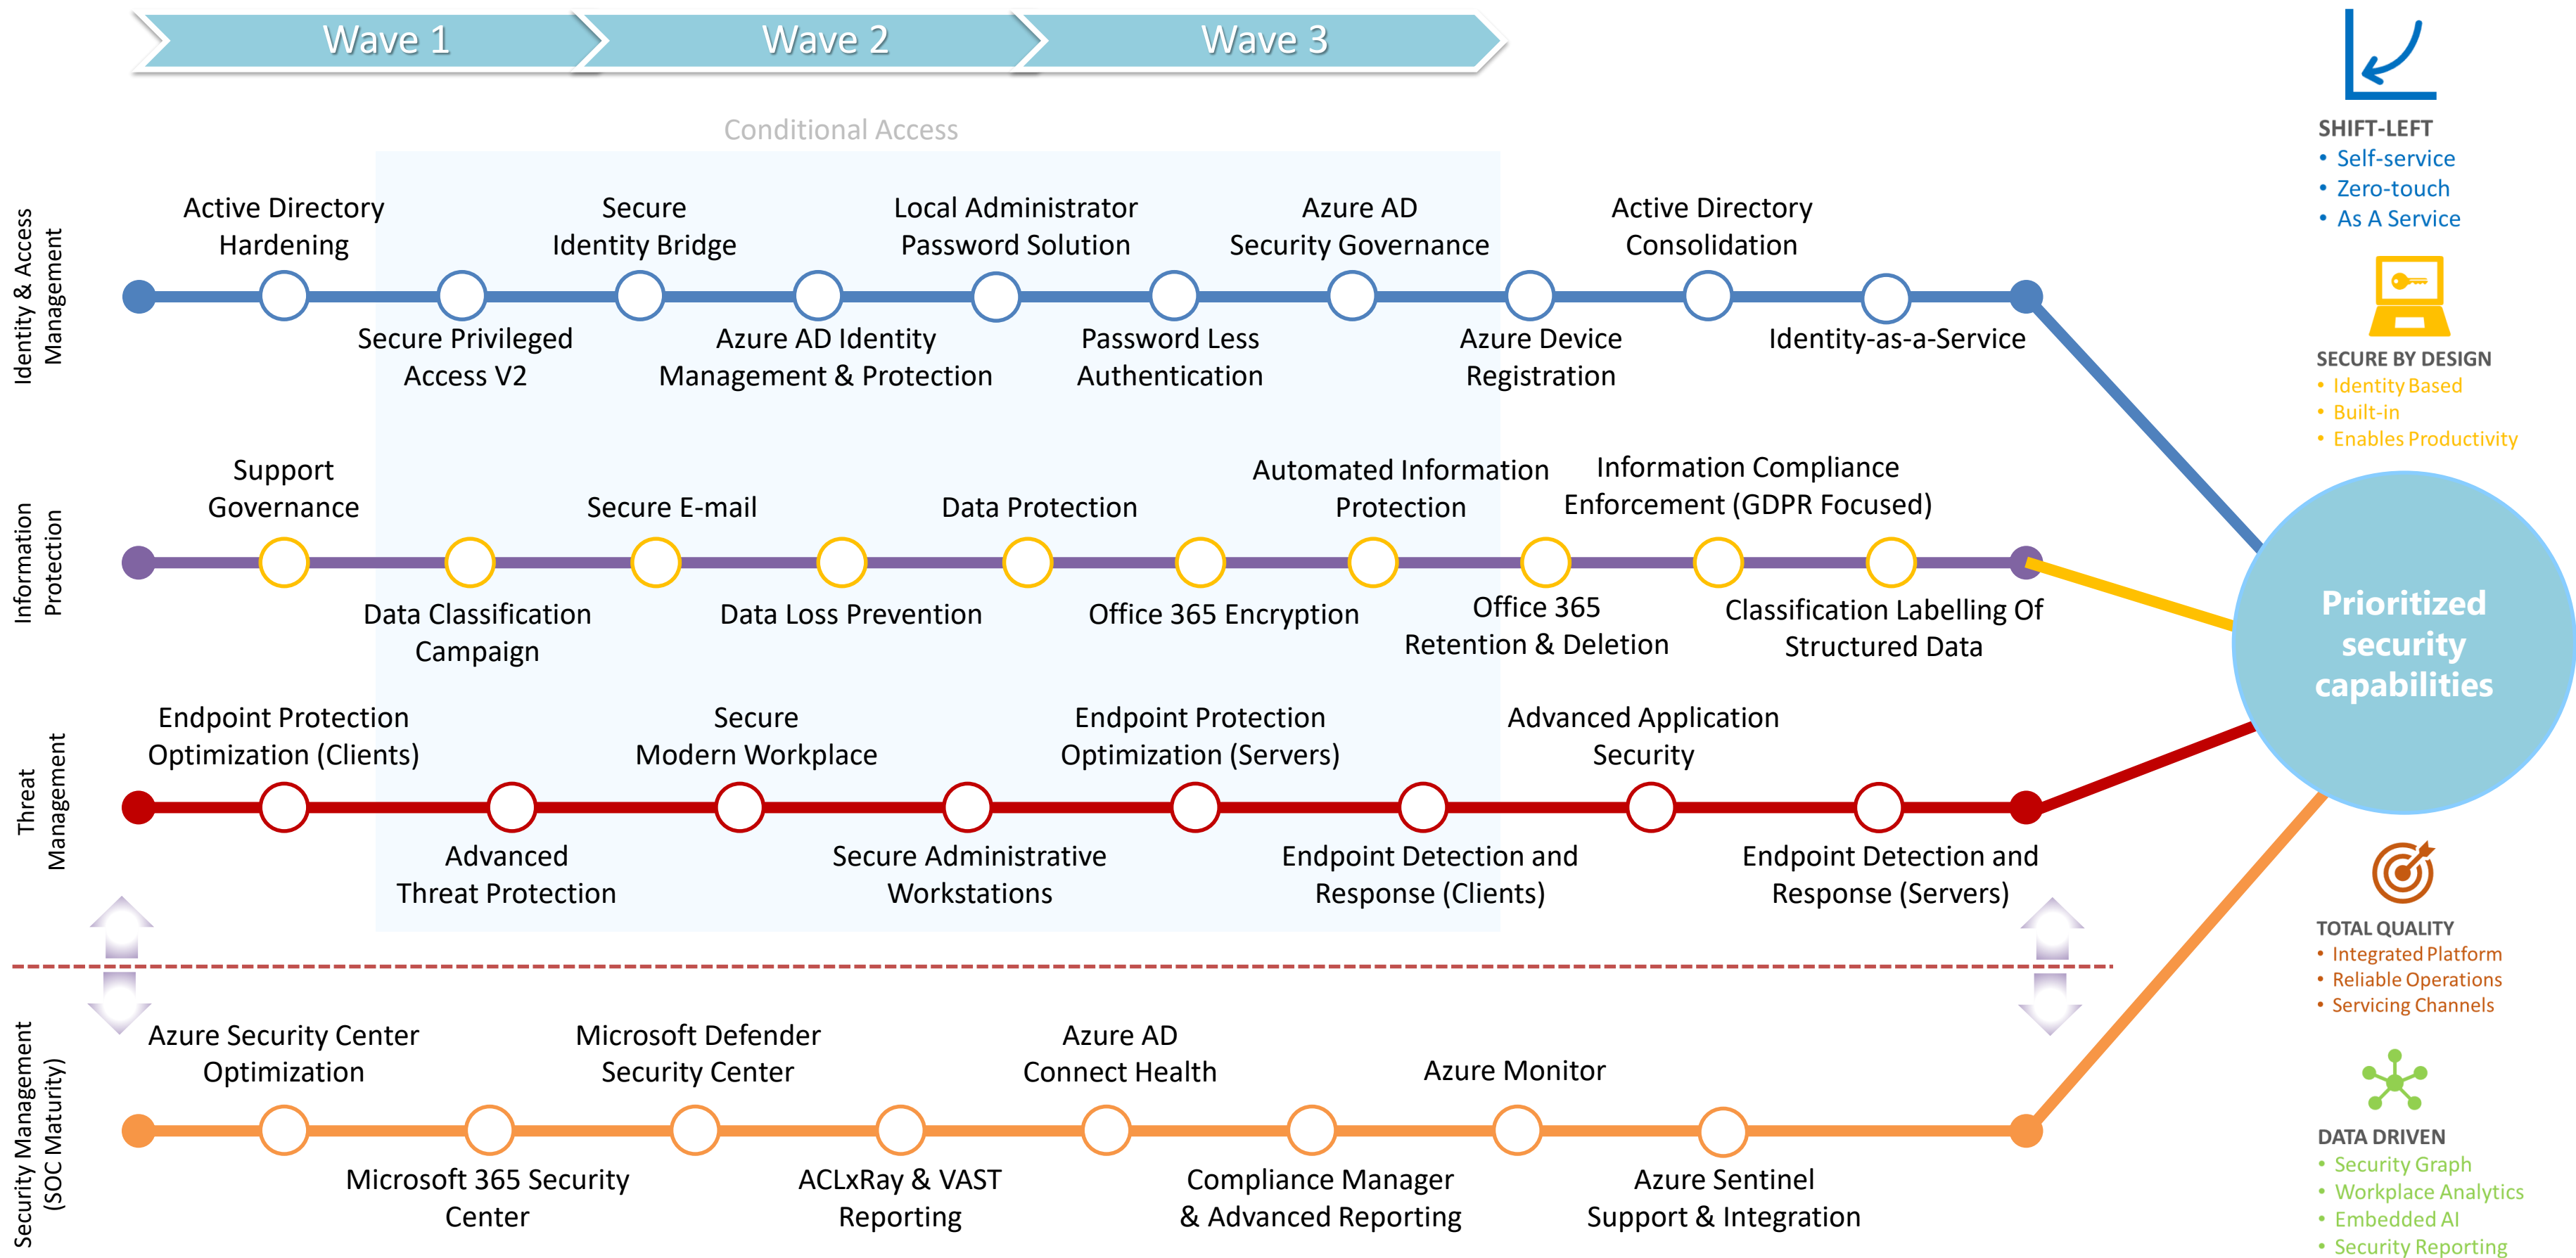 Wave 1
Wave 2
Wave 3
Conditional Access
Identity & Access
Management
Active Directory
Hardening
Secure Privileged
Access V2
Secure
Identity Bridge
Azure AD Identity
Management & Protection
Local Administrator
Password Solution
Password Less
Authentication
Azure AD
Security Governance
Azure Device
Registration
Active Directory
Consolidation
Identity-as-a-Service
Information
Protection
Support
Governance
Data Classification
Campaign
Secure E-mail
Data Loss Prevention
Data Protection
Office 365 Encryption
Automated Information
Protection
Office 365
Retention & Deletion
Information Compliance
Enforcement (GDPR Focused)
Classification Labelling Of
Structured Data
Threat
Management
Endpoint Protection
Optimization (Clients)
Advanced
Threat Protection
Secure
Modern Workplace
Secure Administrative
Workstations
Endpoint Protection
Optimization (Servers)
Endpoint Detection and
Response (Clients)
Advanced Application
Security
Endpoint Detection and
Response (Servers)
Security Management
(SOC Maturity)
Azure Security Center
Optimization
Microsoft 365 Security
Center
Microsoft Defender
Security Center
ACLxRay & VAST
Reporting
Azure AD
Connect Health
Compliance Manager
& Advanced Reporting
Azure Monitor
Azure Sentinel
Support & Integration
SHIFT-LEFT
• Self-service
• Zero-touch
• As A Service
SECURE BY DESIGN
• Identity Based
• Built-in
• Enables Productivity
Prioritized
security
capabilities
TOTAL QUALITY
• Integrated Platform
• Reliable Operations
• Servicing Channels
DATA DRIVEN
• Security Graph
• Workplace Analytics
• Embedded AI
• Security Reporting